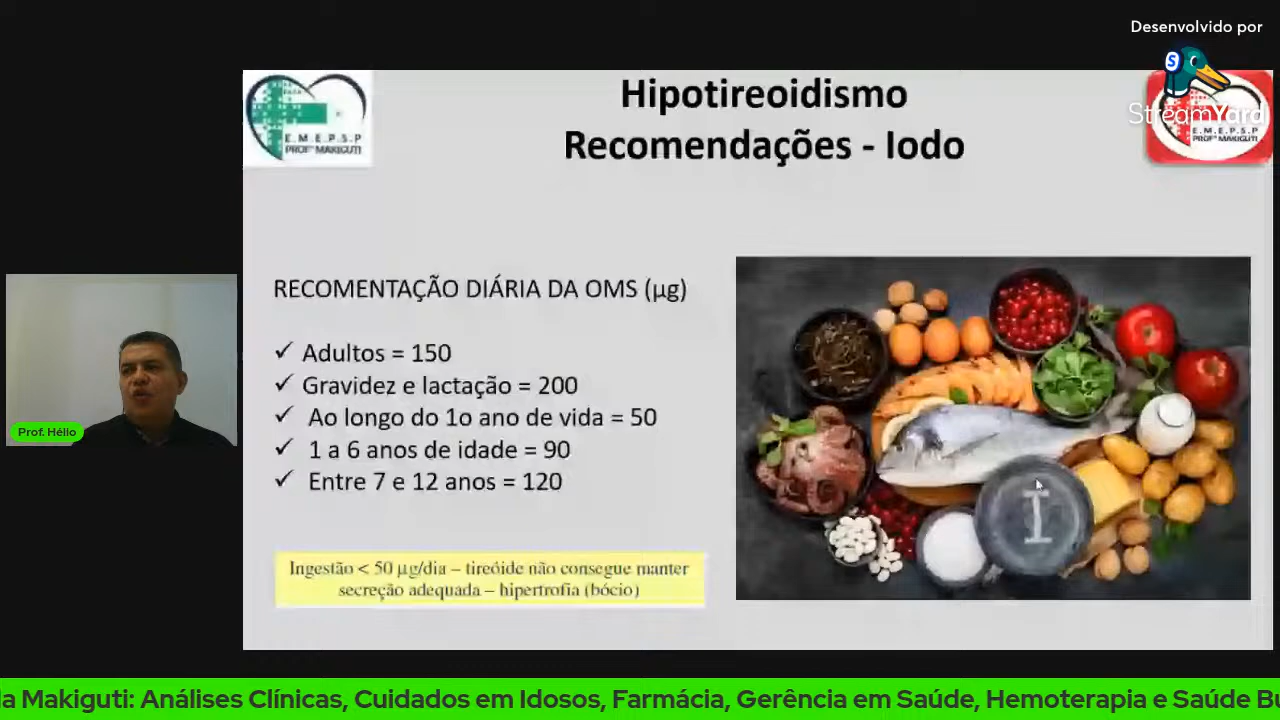 Desenvolvido por
StreamYard
Hipotireoidismo
Recomendações - Iodo
E.M.E.P.S.P
PROFº MAKIGUTI
E.M.E.P.S.P
PROFº MAKIGUTI
RECOMENTAÇÃO DIÁRIA DA OMS (µg)
✓ Adultos = 150
✓ Gravidez e lactação = 200
✓ Ao longo do 1o ano de vida = 50
✓ 1 a 6 anos de idade = 90
✓ Entre 7 e 12 anos = 120
Ingestão < 50 µg/dia – tireóide não consegue manter
secreção adequada – hipertrofia (bócio)
I
Prof. Hélio
la Makiguti: Análises Clínicas, Cuidados em Idosos, Farmácia, Gerência em Saúde, Hemoterapia e Saúde Bu